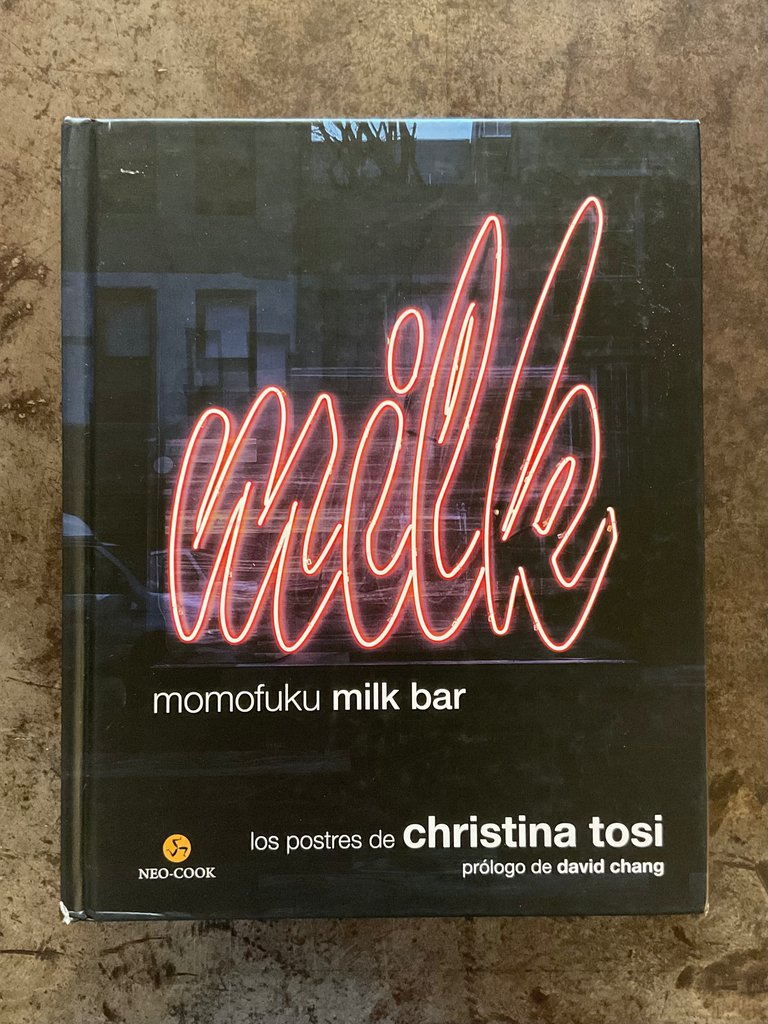 milk
momofuku milk bar
los postres de christina tosi
prólogo de david chang
NEO-COOK